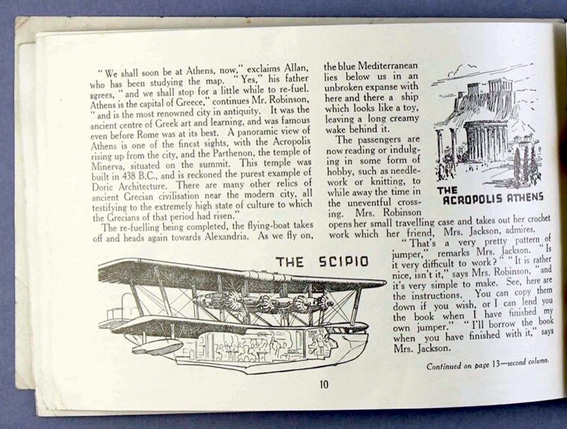 " We shall soon be at Athens, now," exclaims Allan,
who has been studying the map. " Yes," his father
agrees, " and we shall stop for a little while to re-fuel.
Athens is the capital of Greece," continues Mr. Robinson,
" and is the most renowned city in antiquity. It was the
ancient centre of Greek art and learning, and was famous
even before Rome was at its best. A panoramic view of
Athens is one of the finest sights, with the Acropolis
rising up from the city, and the Parthenon, the temple of
Minerva, situated on the summit. This temple was
built in 438 B.C., and is reckoned the purest example of
Doric Architecture. There are many other relics of
ancient Grecian civilisation near the modern city, all
testifying to the extremely high state of culture to which
the Grecians of that period had risen."
The re-fuelling being completed, the flying-boat takes
off and heads again towards Alexandria. As we fly on,
THE SCIPIO
the blue Mediterranean
lies below us in an
unbroken expanse with
here and there a ship
which looks like a toy,
leaving a long creamy
wake behind it.
The passengers are
now reading or indulg-
ing in some form of
hobby, such as needle-
work or knitting, to
while away the time in
the uneventful cross-
ing. Mrs. Robinson
opens her small travelling case and takes out her crochet
work which her friend, Mrs. Jackson, admires.
THE
ACROPOLIS ATHENS
" That's a very pretty pattern of
jumper," remarks Mrs. Jackson. " Is
it very difficult to work? " " It is rather
nice, isn't it," says Mrs. Robinson, " and
it's very simple to make. See, here are
the instructions. You can copy them
down if you wish, or I can lend you
the book when I have finished my
own jumper." " I'll borrow the book
when you have finished with it," says
Mrs. Jackson.
Continued on page 13—second column.
10